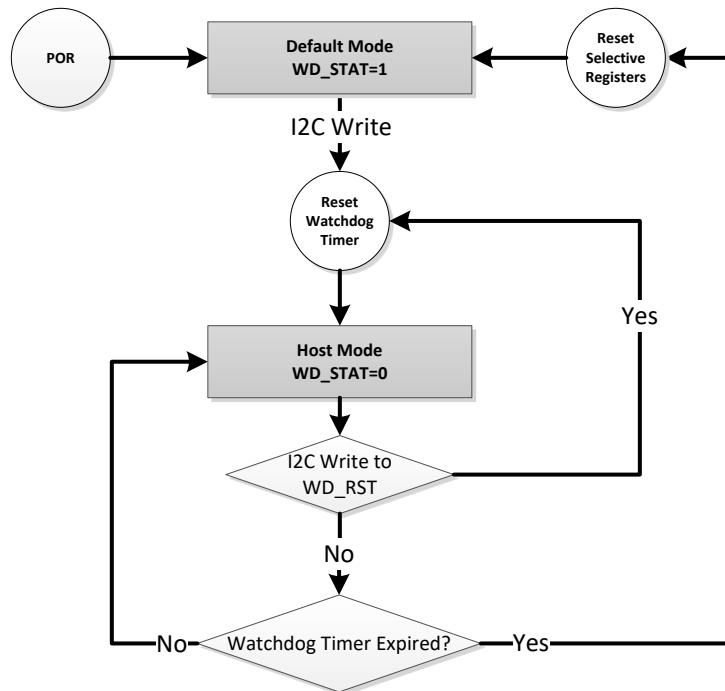 POR
Default Mode
WD_STAT=1
Reset
Selective
Registers
I2C Write
Reset
Watchdog
Timer
Yes
Host Mode
WD_STAT=0
I2C Write to
WD_RST
No
No
Watchdog Timer Expired?
Yes